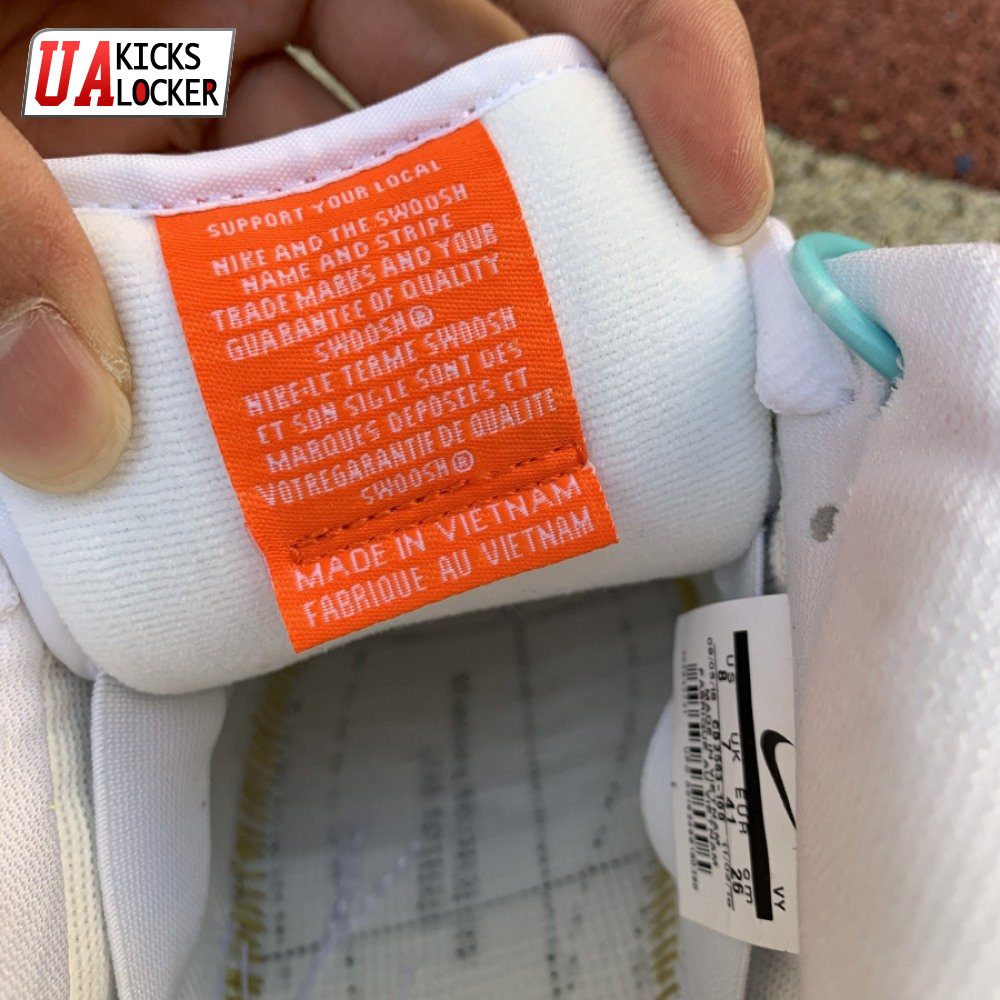 UA KICKS
LOCKER
SUPPORT YOUR LOCAL
NIKE AND THE SWOOSH
NAME AND STRIPE
TRADE MARKS AND YOUR
GUARANTEE OF QUALITY
SWOOSH®
NIKE-LE TERME SWOOSH
ET SON SIGLE SONT DES
MARQUES DEPOSEES ET
VOTREGARANTIE DE QUALITE
SWOOSH®
MADE IN VIETNAM
FABRIQUE AU VIETNAM
VY
US UK EUR cm
8 7 41 26